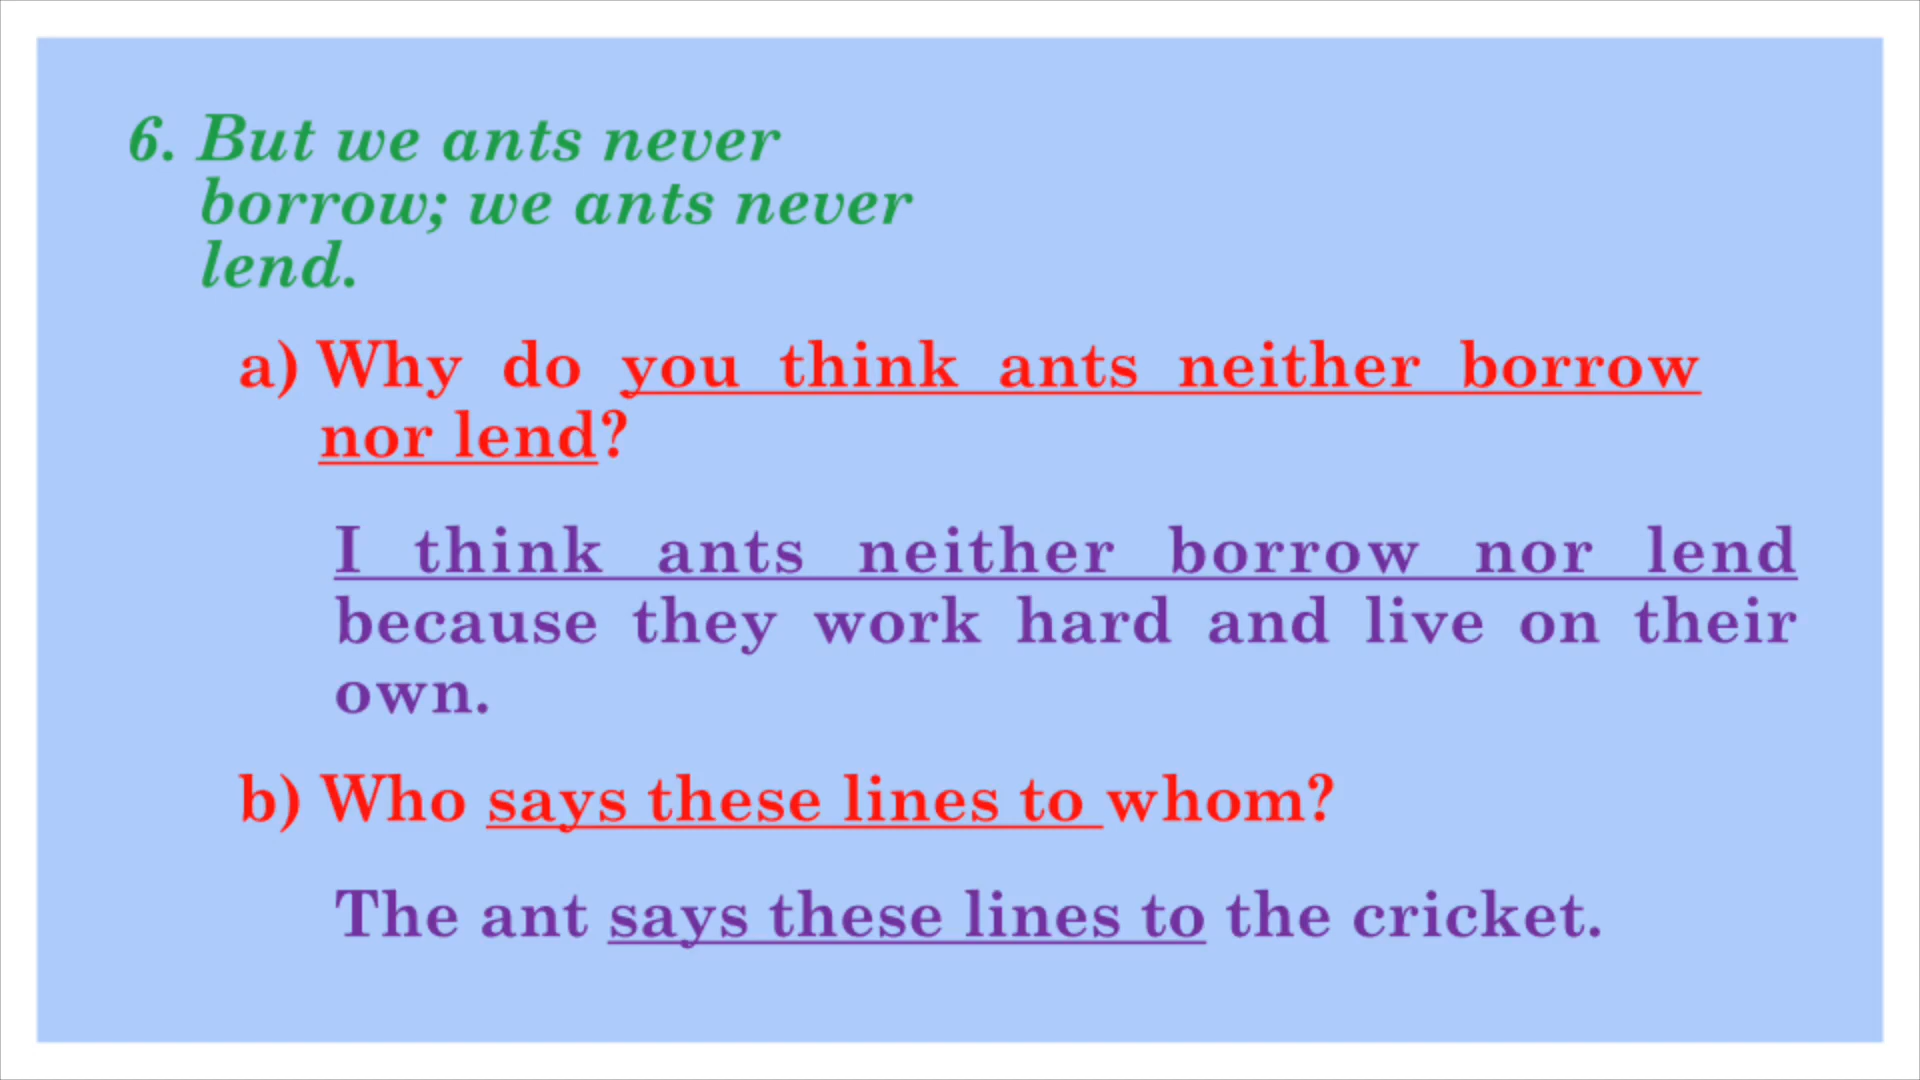 6. But we ants never
borrow; we ants never
lend.
a) Why do you think ants neither borrow
nor lend?
I think ants neither borrow nor lend
because they work hard and live on their
own.
b) Who says these lines to whom?
The ant says these lines to the cricket.